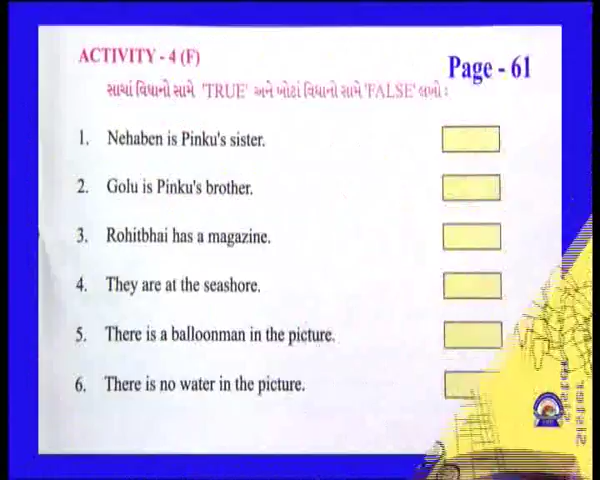 ACTIVITY - 4 (F)
Page - 61
સાચાં વિધાનો સામે 'TRUE' અને ખોટાં વિધાનો સામે 'FALSE' લખો :
1. Nehaben is Pinku's sister.
2. Golu is Pinku's brother.
3. Rohitbhai has a magazine.
4. They are at the seashore.
5. There is a balloonman in the picture.
6. There is no water in the picture.